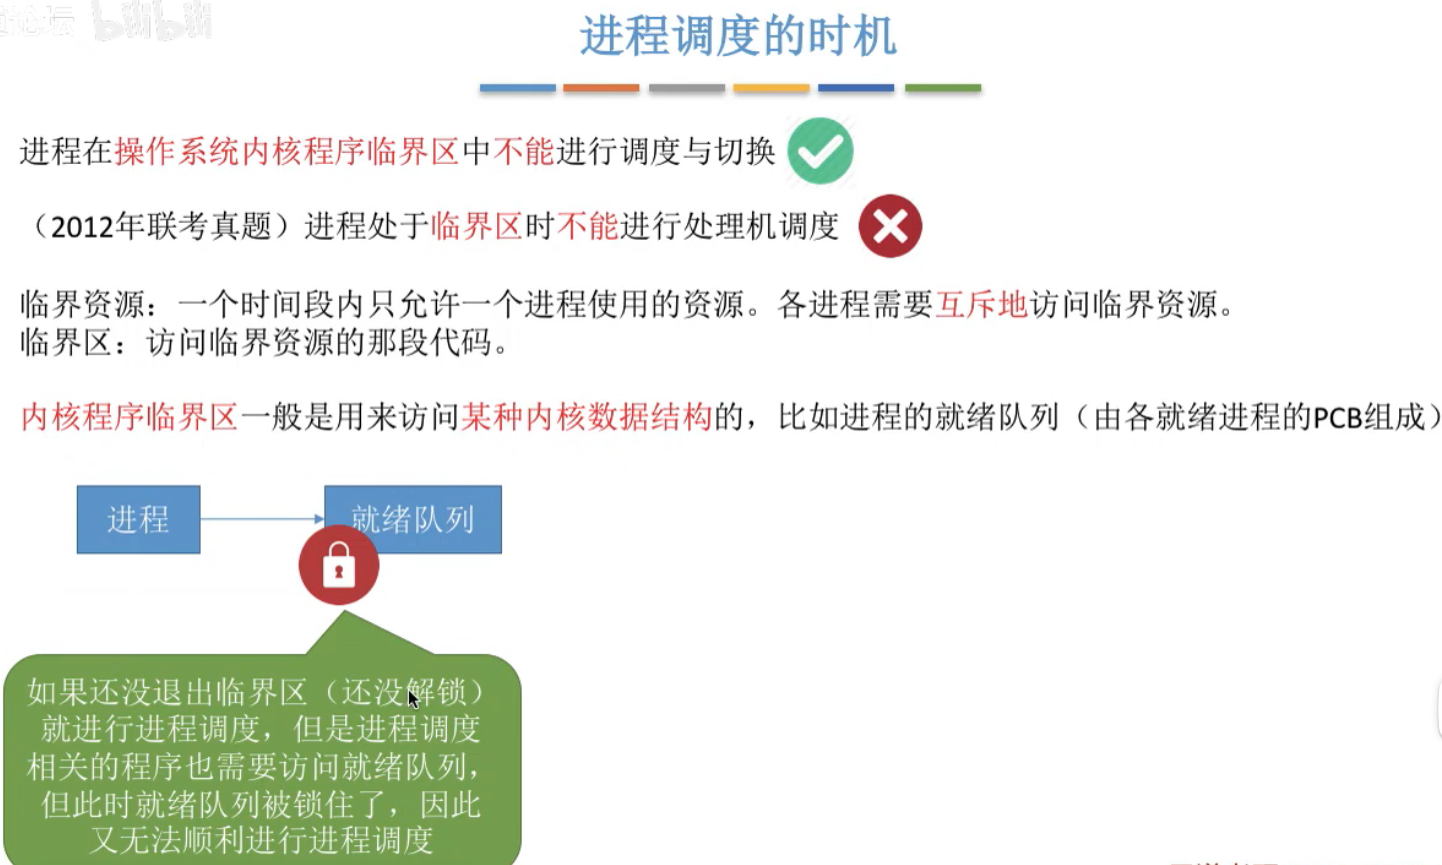 论坛 bilibili
进程调度的时机
进程在操作系统内核程序临界区中不能进行调度与切换
（2012年联考真题）进程处于临界区时不能进行处理机调度
临界资源：一个时间段内只允许一个进程使用的资源。各进程需要互斥地访问临界资源。
临界区：访问临界资源的那段代码。
内核程序临界区一般是用来访问某种内核数据结构的，比如进程的就绪队列（由各就绪进程的PCB组成）
进程
就绪队列
如果还没退出临界区（还没解锁）
就进行进程调度，但是进程调度
相关的程序也需要访问就绪队列，
但此时就绪队列被锁住了，因此
又无法顺利进行进程调度